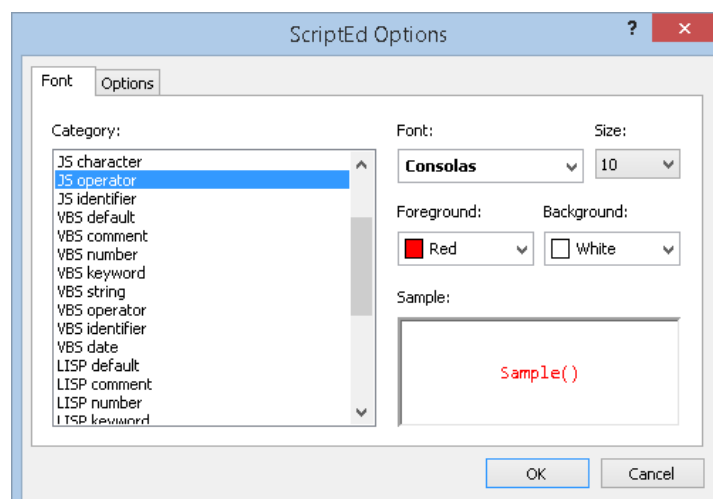 ScriptEd Options
?
Font
Options
Category:
JS character
JS operator
JS identifier
VBS default
VBS comment
VBS number
VBS keyword
VBS string
VBS operator
VBS identifier
VBS date
LISP default
LISP comment
LISP number
LISP keyword
Font:
Size:
Consolas
10
Foreground:
Background:
Red
White
Sample:
Sample()
OK
Cancel